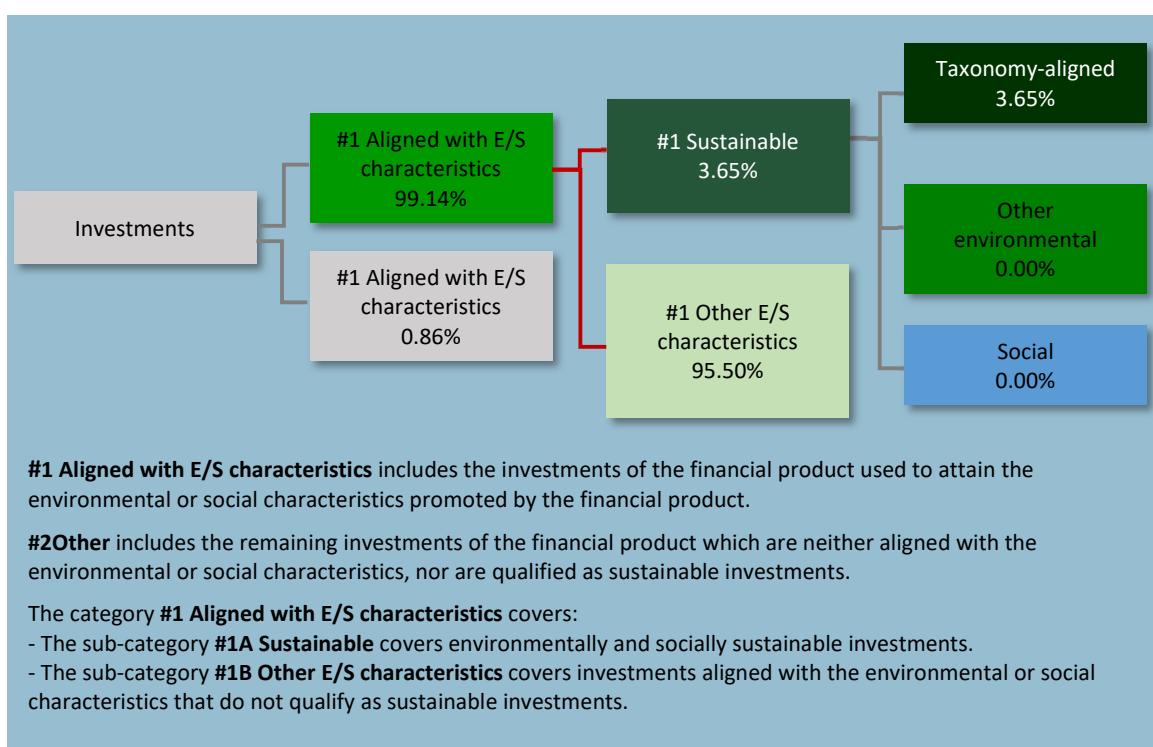 Investments
#1 Aligned with E/S
characteristics
99.14%
#1 Aligned with E/S
characteristics
0.86%
#1 Sustainable
3.65%
#1 Other E/S
characteristics
95.50%
Taxonomy-aligned
3.65%
Other
environmental
0.00%
Social
0.00%
#1 Aligned with E/S characteristics includes the investments of the financial product used to attain the
environmental or social characteristics promoted by the financial product.
#2Other includes the remaining investments of the financial product which are neither aligned with the
environmental or social characteristics, nor are qualified as sustainable investments.
The category #1 Aligned with E/S characteristics covers:
- The sub-category #1A Sustainable covers environmentally and socially sustainable investments.
- The sub-category #1B Other E/S characteristics covers investments aligned with the environmental or social
characteristics that do not qualify as sustainable investments.